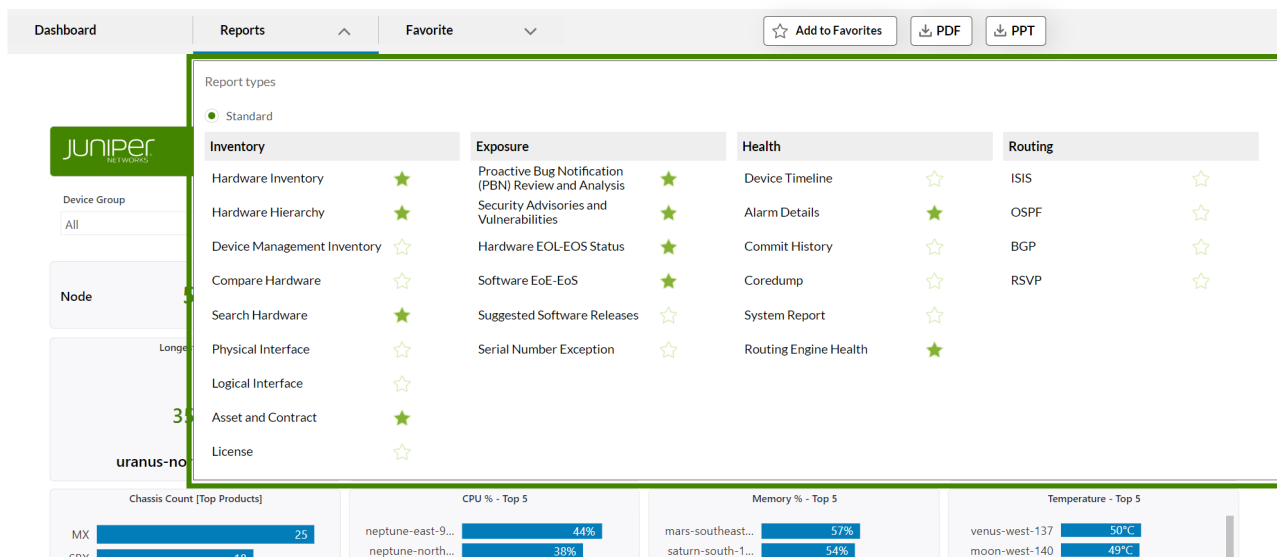 Dashboard
Reports
Favorite
Add to Favorites
PDF
PPT
Report types
Standard
Inventory
Hardware Inventory
Hardware Hierarchy
Device Management Inventory
Compare Hardware
Search Hardware
Physical Interface
Logical Interface
Asset and Contract
License
Exposure
Proactive Bug Notification
(PBN) Review and Analysis
Security Advisories and
Vulnerabilities
Hardware EOL-EOS Status
Software EoE-EoS
Suggested Software Releases
Serial Number Exception
Health
Device Timeline
Alarm Details
Commit History
Coredump
System Report
Routing Engine Health
Routing
ISIS
OSPF
BGP
RSVP
JUNIPER
NETWORKS
Device Group
All
Node
35
uranus-no
Chassis Count [Top Products]
MX 25
CPU % - Top 5
neptune-east-9... 44%
neptune-north... 38%
Memory % - Top 5
mars-southeast... 57%
saturn-south-1... 54%
Temperature - Top 5
venus-west-137 50°C
moon-west-140 49°C